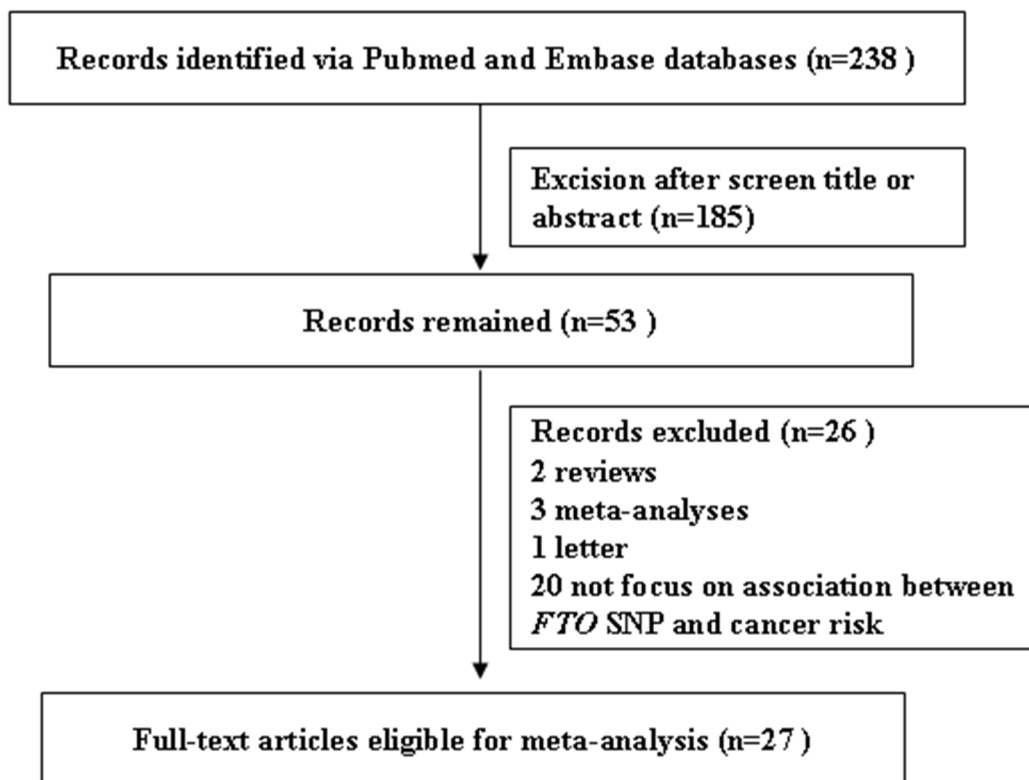 Records identified via Pubmed and Embase databases (n=238 )
Excision after screen title or
abstract (n=185)
Records remained (n=53 )
Records excluded (n=26 )
2 reviews
3 meta-analyses
1 letter
20 not focus on association between
FTO SNP and cancer risk
Full-text articles eligible for meta-analysis (n=27 )